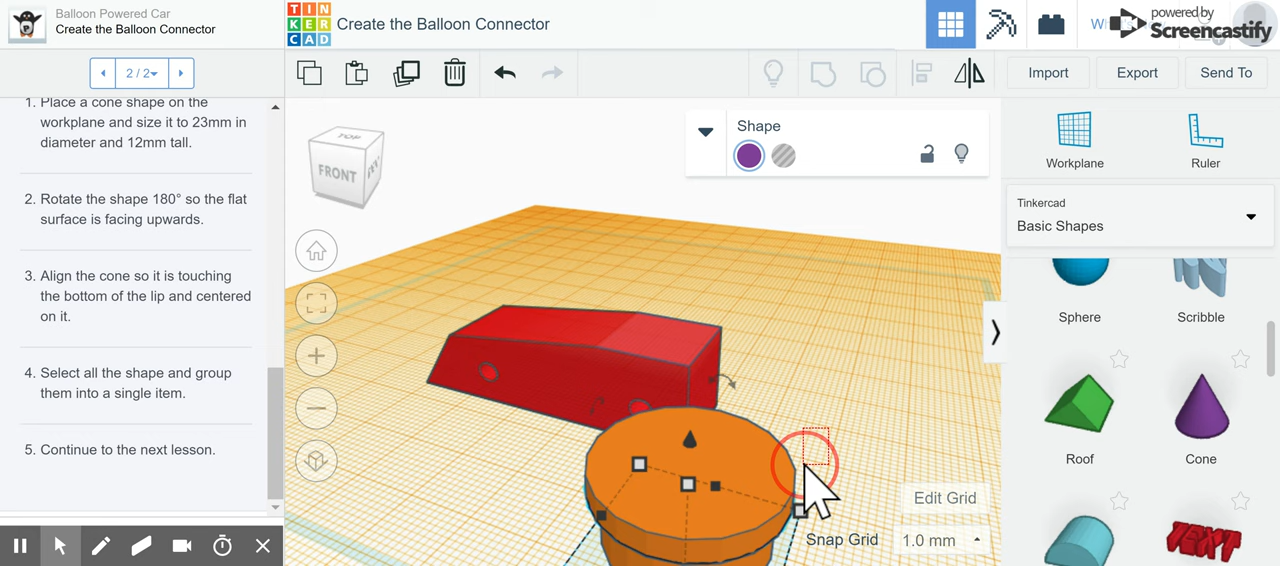 Balloon Powered Car
Create the Balloon Connector
2 / 2
1. Place a cone shape on the
workplane and size it to 23mm in
diameter and 12mm tall.
2. Rotate the shape 180° so the flat
surface is facing upwards.
3. Align the cone so it is touching
the bottom of the lip and centered
on it.
4. Select all the shape and group
them into a single item.
5. Continue to the next lesson.
TIN
KER
CAD
Create the Balloon Connector
powered by
Screencastify
Import
Export
Send To
Shape
TOP
FRONT
Workplane
Ruler
Tinkercad
Basic Shapes
Sphere
Scribble
Roof
Cone
TEXT
Edit Grid
Snap Grid
1.0 mm